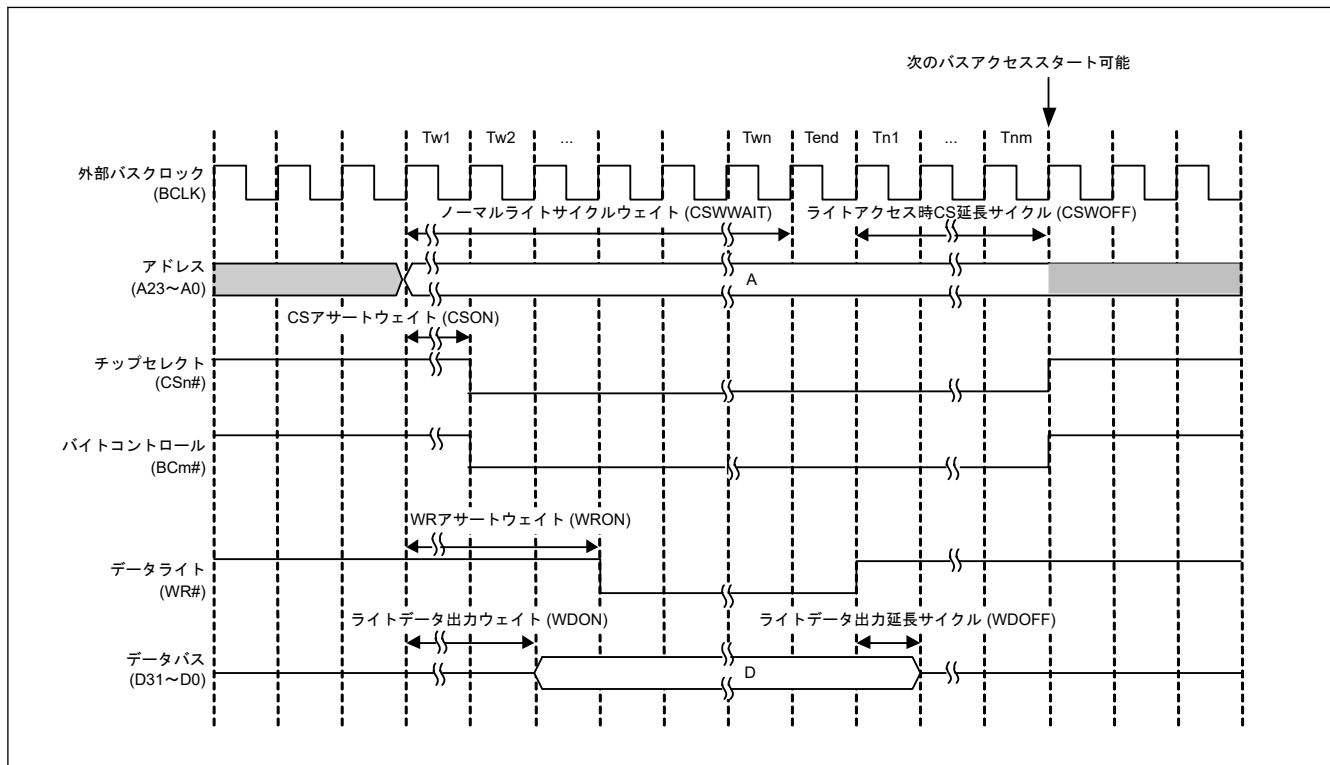 次のバスアクセススタート可能
Tw1 Tw2 ... Twn Tend Tn1 ... Tnm
外部バスクロック
(BCLK)
ノーマルライトサイクルウェイト (CSWWAIT)
ライトアクセス時CS延長サイクル (CSWOFF)
アドレス
(A23～A0)
A
CSアサートウェイト (CSON)
チップセレクト
(CSn#)
バイトコントロール
(BCm#)
WRアサートウェイト (WRON)
データライト
(WR#)
ライトデータ出力ウェイト (WDON)
ライトデータ出力延長サイクル (WDOFF)
データバス
(D31～D0)
D